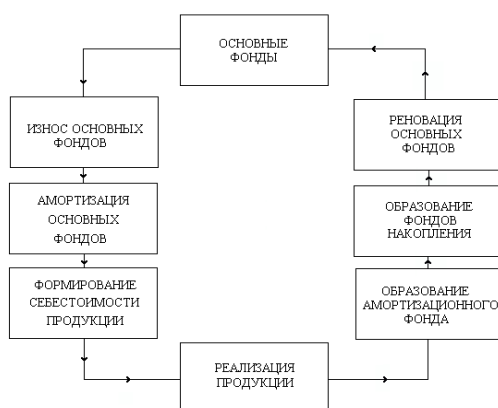 ОСНОВНЫЕ
ФОНДЫ
ИЗНОС ОСНОВНЫХ
ФОНДОВ
АМОРТИЗАЦИЯ
ОСНОВНЫХ
ФОНДОВ
ФОРМИРОВАНИЕ
СЕБЕСТОИМОСТИ
ПРОДУКЦИИ
РЕАЛИЗАЦИЯ
ПРОДУКЦИИ
ОБРАЗОВАНИЕ
АМОРТИЗАЦИОННОГО
ФОНДА
ОБРАЗОВАНИЕ
ФОНДОВ
НАКОПЛЕНИЯ
РЕНОВАЦИЯ
ОСНОВНЫХ
ФОНДОВ